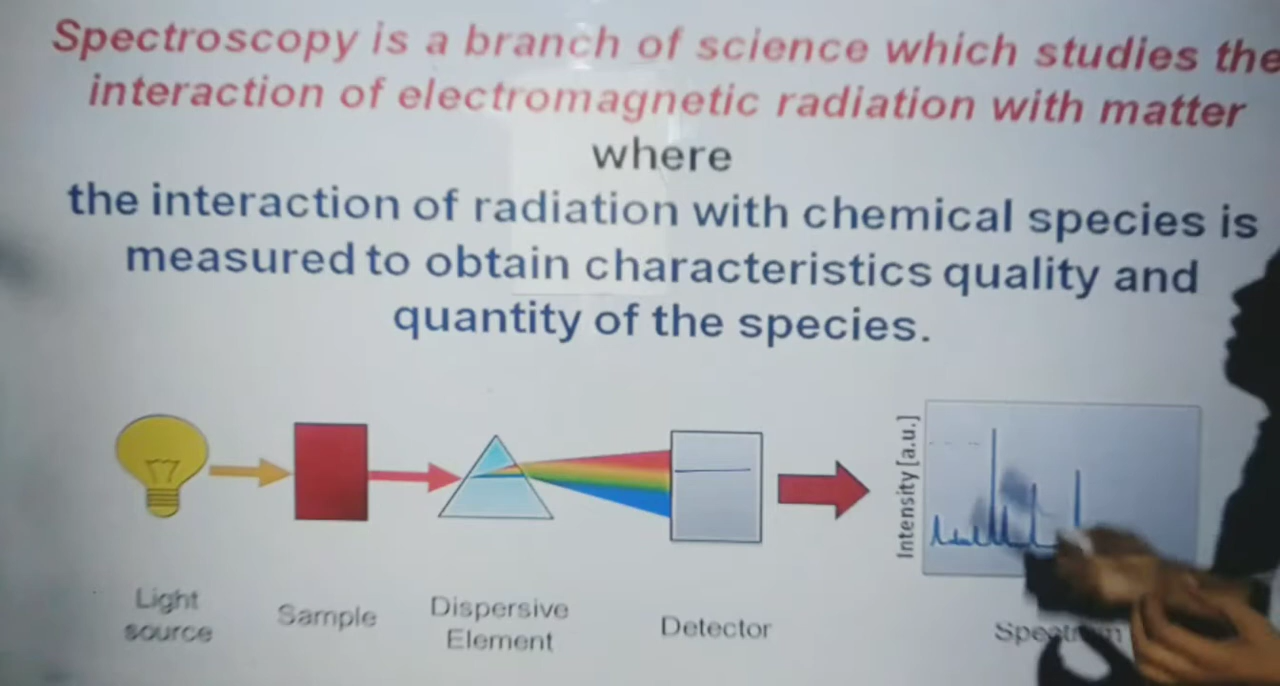 Spectroscopy is a branch of science which studies the
interaction of electromagnetic radiation with matter
where
the interaction of radiation with chemical species is
measured to obtain characteristics quality and
quantity of the species.
Intensity [a.u.]
Light
source
Sample
Dispersive
Element
Detector